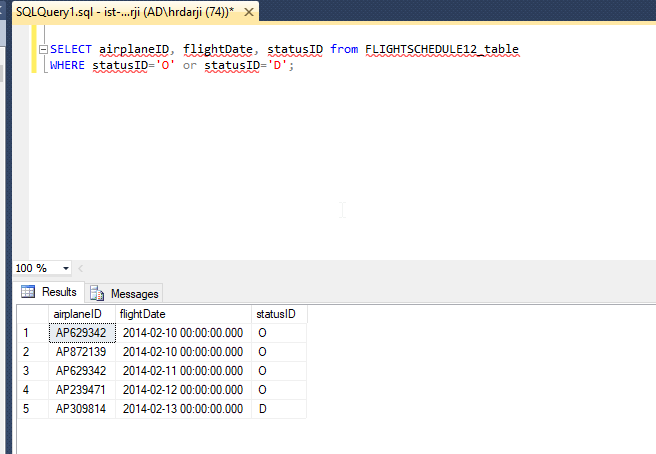 SQLQuery1.sql - ist-...rji (AD\hrdarji (74))* ✕
SELECT airplaneID, flightDate, statusID from FLIGHTSCHEDULE12_table
WHERE statusID='O' or statusID='D';
100 %
Results Messages
airplaneID flightDate statusID
1 AP629342 2014-02-10 00:00:00.000 O
2 AP872139 2014-02-10 00:00:00.000 O
3 AP629342 2014-02-11 00:00:00.000 O
4 AP239471 2014-02-12 00:00:00.000 O
5 AP309814 2014-02-13 00:00:00.000 D